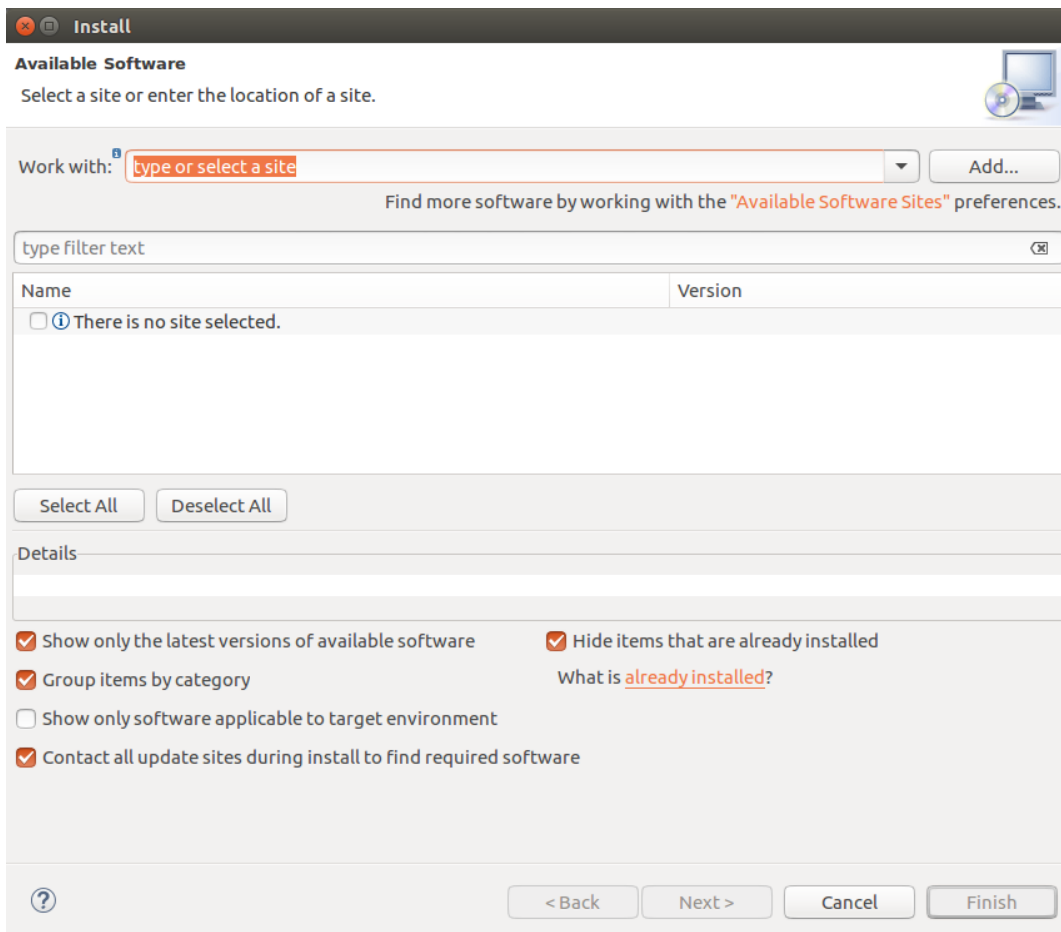 Install
Available Software
Select a site or enter the location of a site.
Work with: type or select a site Add...
Find more software by working with the "Available Software Sites" preferences.
type filter text
Name Version
There is no site selected.
Select All Deselect All
Details
Show only the latest versions of available software Hide items that are already installed
Group items by category What is already installed?
Show only software applicable to target environment
Contact all update sites during install to find required software
? < Back Next > Cancel Finish